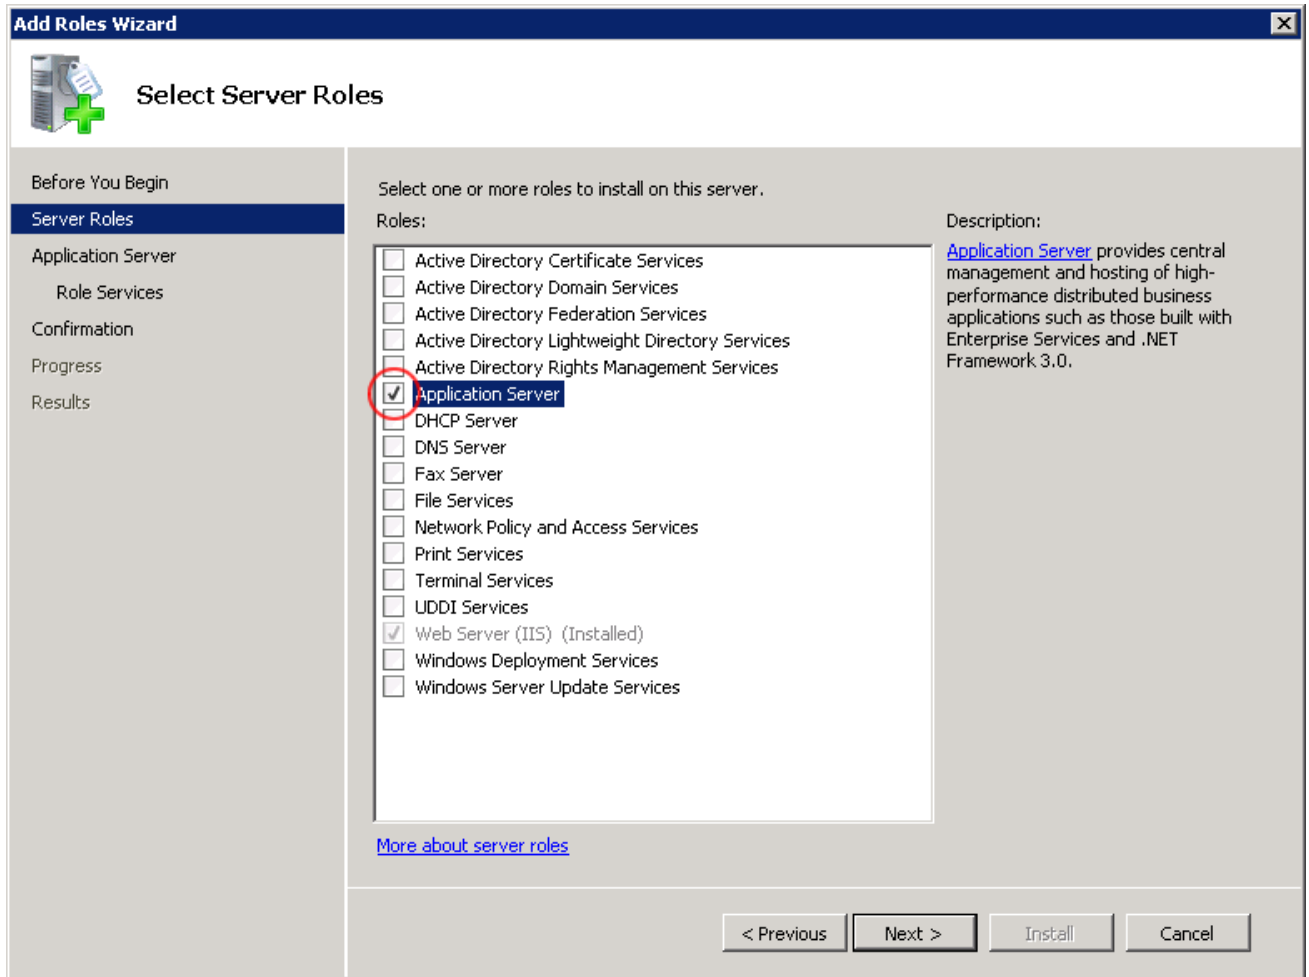 Add Roles Wizard
Select Server Roles
Before You Begin
Server Roles
Application Server
Role Services
Confirmation
Progress
Results
Select one or more roles to install on this server.
Roles:
Active Directory Certificate Services
Active Directory Domain Services
Active Directory Federation Services
Active Directory Lightweight Directory Services
Active Directory Rights Management Services
Application Server
DHCP Server
DNS Server
Fax Server
File Services
Network Policy and Access Services
Print Services
Terminal Services
UDDI Services
Web Server (IIS) (Installed)
Windows Deployment Services
Windows Server Update Services
More about server roles
Description:
Application Server provides central
management and hosting of high-
performance distributed business
applications such as those built with
Enterprise Services and .NET
Framework 3.0.
< Previous
Next >
Install
Cancel